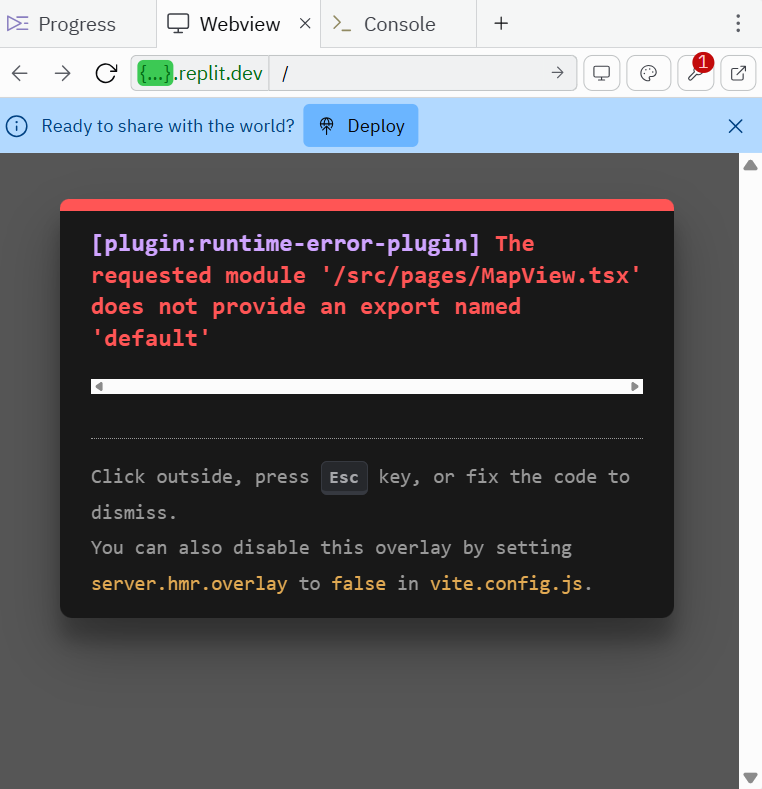 Progress Webview Console
{...}.replit.dev / 1
Ready to share with the world? Deploy
[plugin:runtime-error-plugin] The
requested module '/src/pages/MapView.tsx'
does not provide an export named
'default'
Click outside, press Esc key, or fix the code to
dismiss.
You can also disable this overlay by setting
server.hmr.overlay to false in vite.config.js.